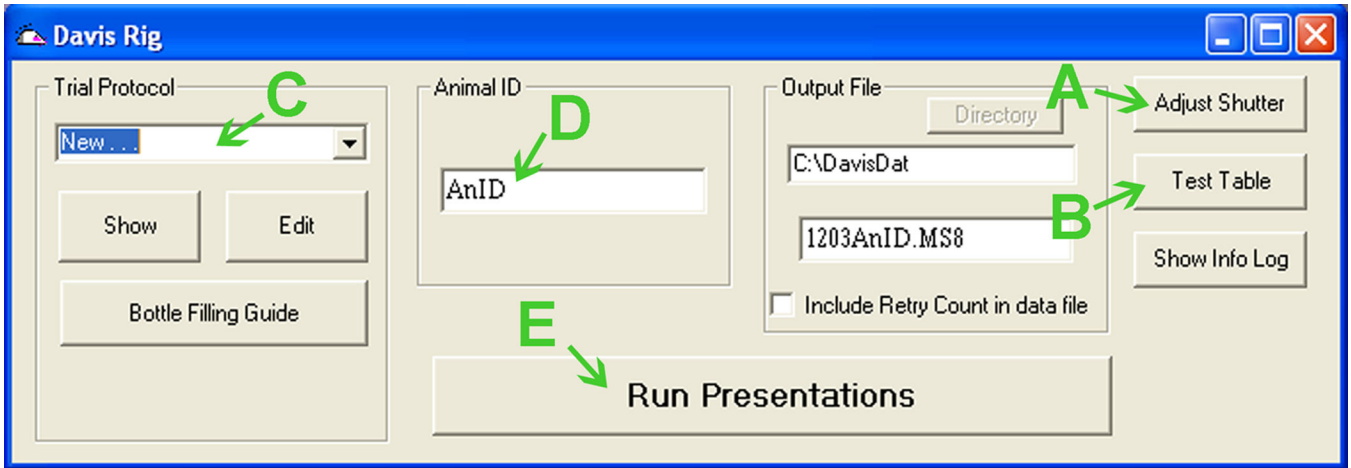 Davis Rig
Trial Protocol
C
New . . .
Show
Edit
Bottle Filling Guide
Animal ID
D
AnID
Output File
Directory
C:\DavisDat
1203AnID.MS8
Include Retry Count in data file
A
Adjust Shutter
B
Test Table
Show Info Log
E
Run Presentations